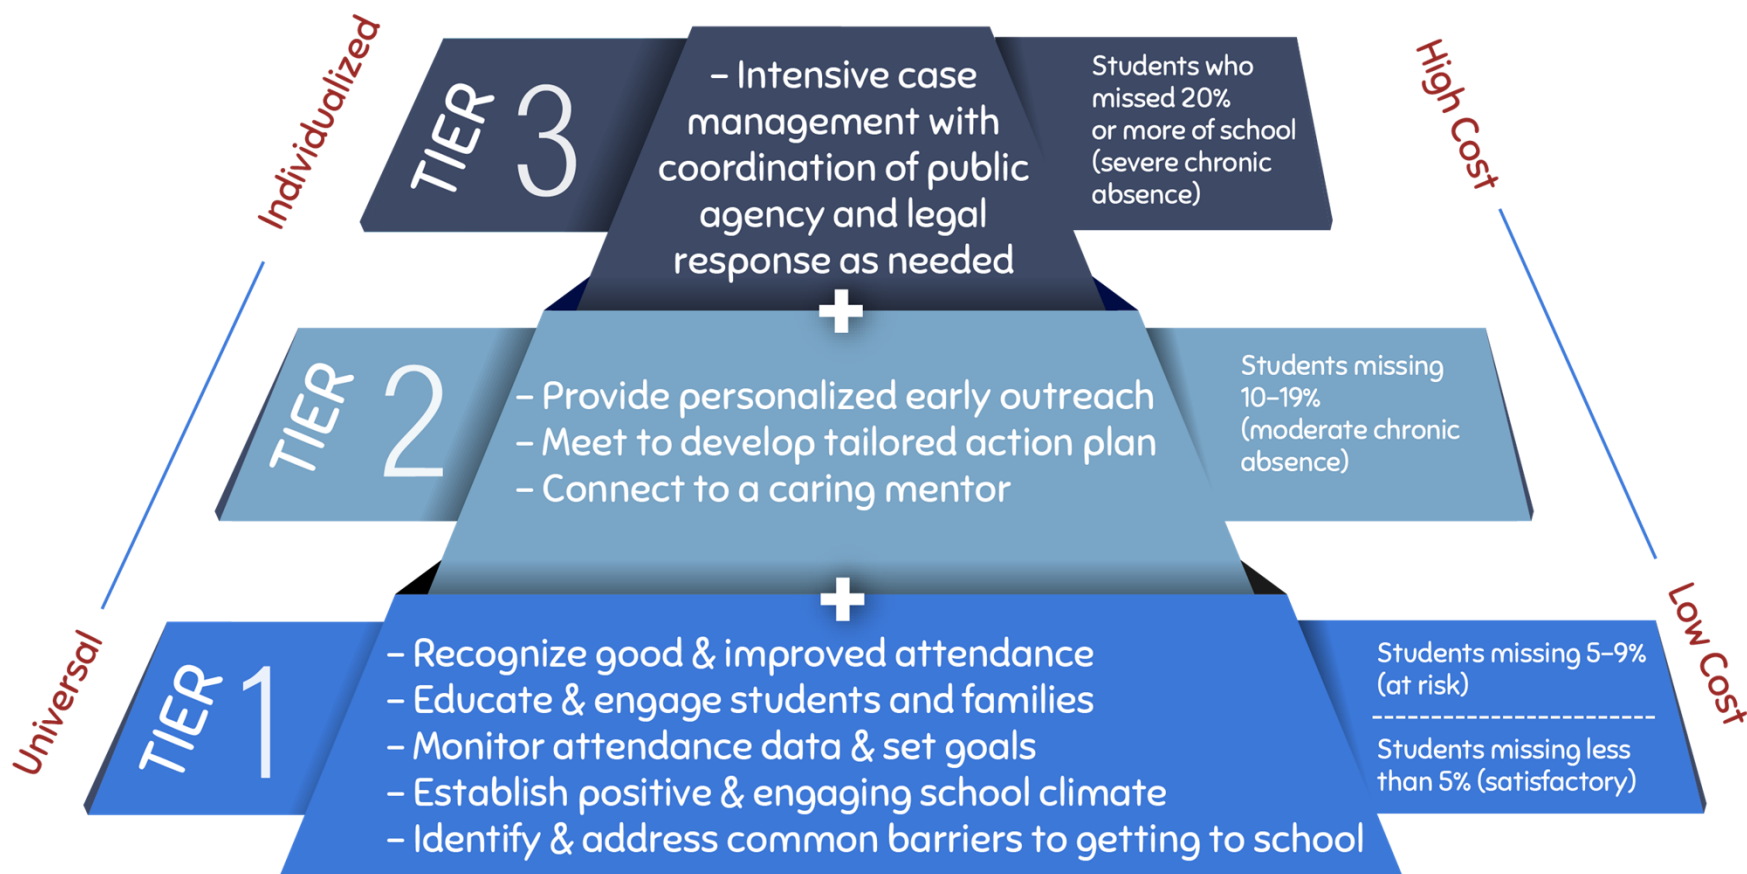 Individualized
High Cost
TIER 3
– Intensive case
management with
coordination of public
agency and legal
response as needed
Students who
missed 20%
or more of school
(severe chronic
absence)
+
TIER 2
– Provide personalized early outreach
– Meet to develop tailored action plan
– Connect to a caring mentor
Students missing
10–19%
(moderate chronic
absence)
+
Universal
Low Cost
TIER 1
– Recognize good & improved attendance
– Educate & engage students and families
– Monitor attendance data & set goals
– Establish positive & engaging school climate
– Identify & address common barriers to getting to school
Students missing 5–9%
(at risk)
Students missing less
than 5% (satisfactory)